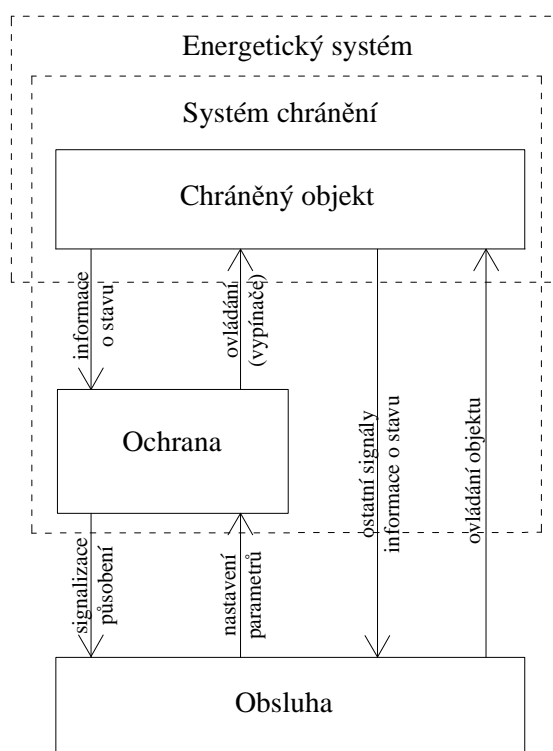 Energetický systém
Systém chránění
Chráněný objekt
informace
o stavu
ovládání
(vypínače)
Ochrana
ostatní signály
informace o stavu
ovládání objektu
signalizace
působení
nastavení
parametrů
Obsluha